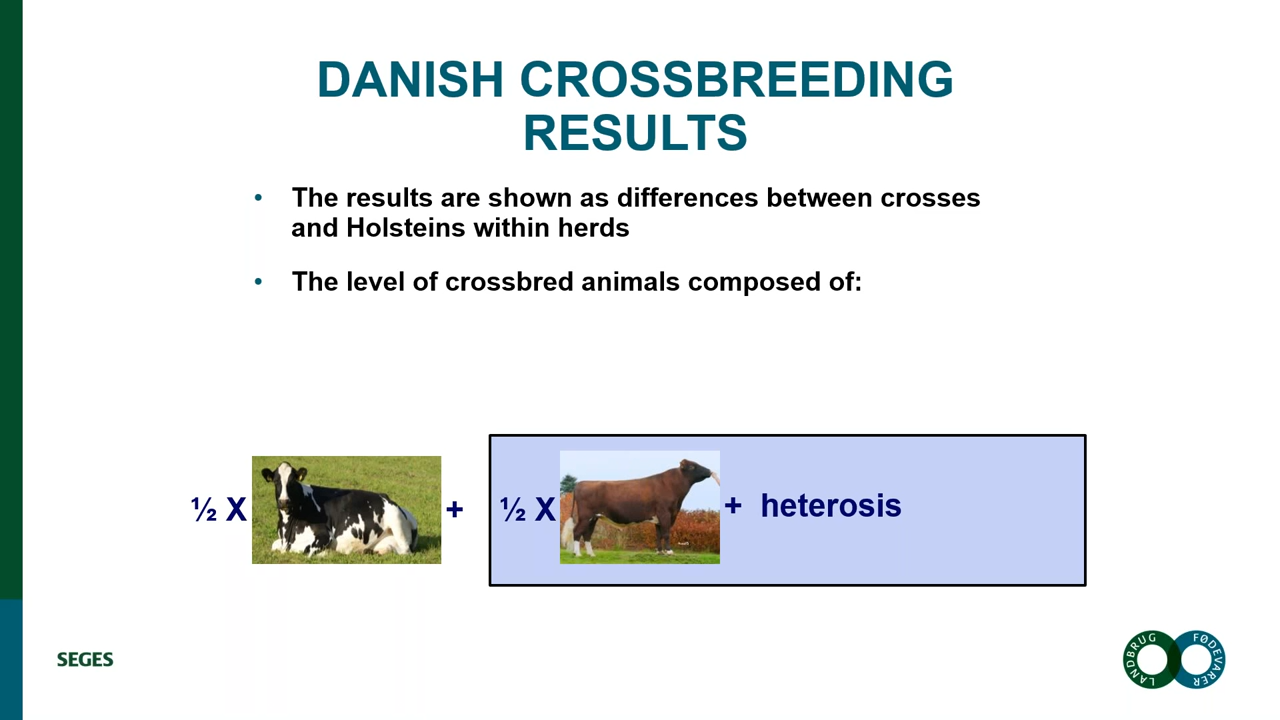 DANISH CROSSBREEDING
RESULTS
• The results are shown as differences between crosses
and Holsteins within herds
• The level of crossbred animals composed of:
½ X + ½ X + heterosis
SEGES
LANDBRUG FØDEVARER